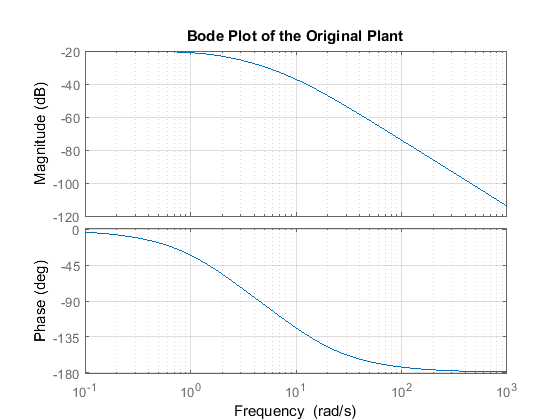 Bode Plot of the Original Plant
Magnitude (dB)
-20
-40
-60
-80
-100
-120
Phase (deg)
0
-45
-90
-135
-180
10^-1 10^0 10^1 10^2 10^3
Frequency (rad/s)